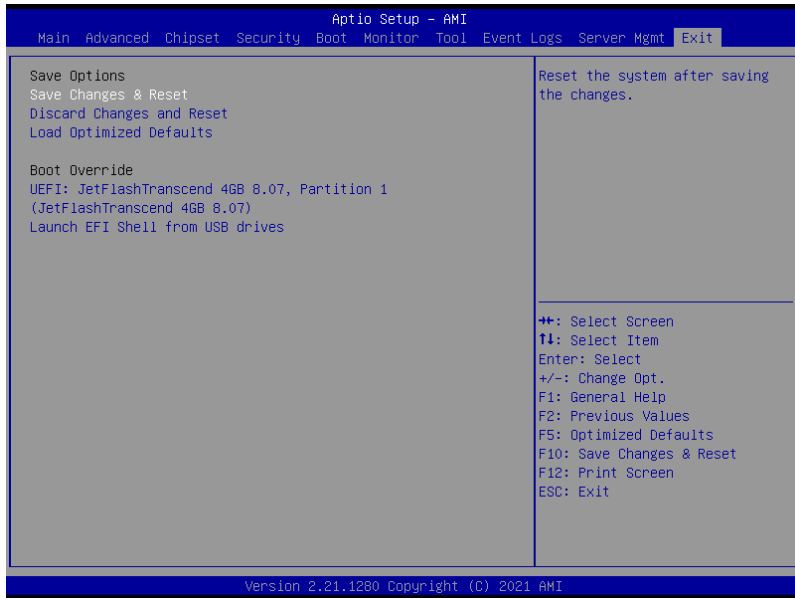 Aptio Setup – AMI
Main Advanced Chipset Security Boot Monitor Tool Event Logs Server Mgmt Exit
Save Options
Save Changes & Reset
Discard Changes and Reset
Load Optimized Defaults
Boot Override
UEFI: JetFlashTranscend 4GB 8.07, Partition 1
(JetFlashTranscend 4GB 8.07)
Launch EFI Shell from USB drives
Reset the system after saving
the changes.
→←: Select Screen
↑↓: Select Item
Enter: Select
+/-: Change Opt.
F1: General Help
F2: Previous Values
F5: Optimized Defaults
F10: Save Changes & Reset
F12: Print Screen
ESC: Exit
Version 2.21.1280 Copyright (C) 2021 AMI